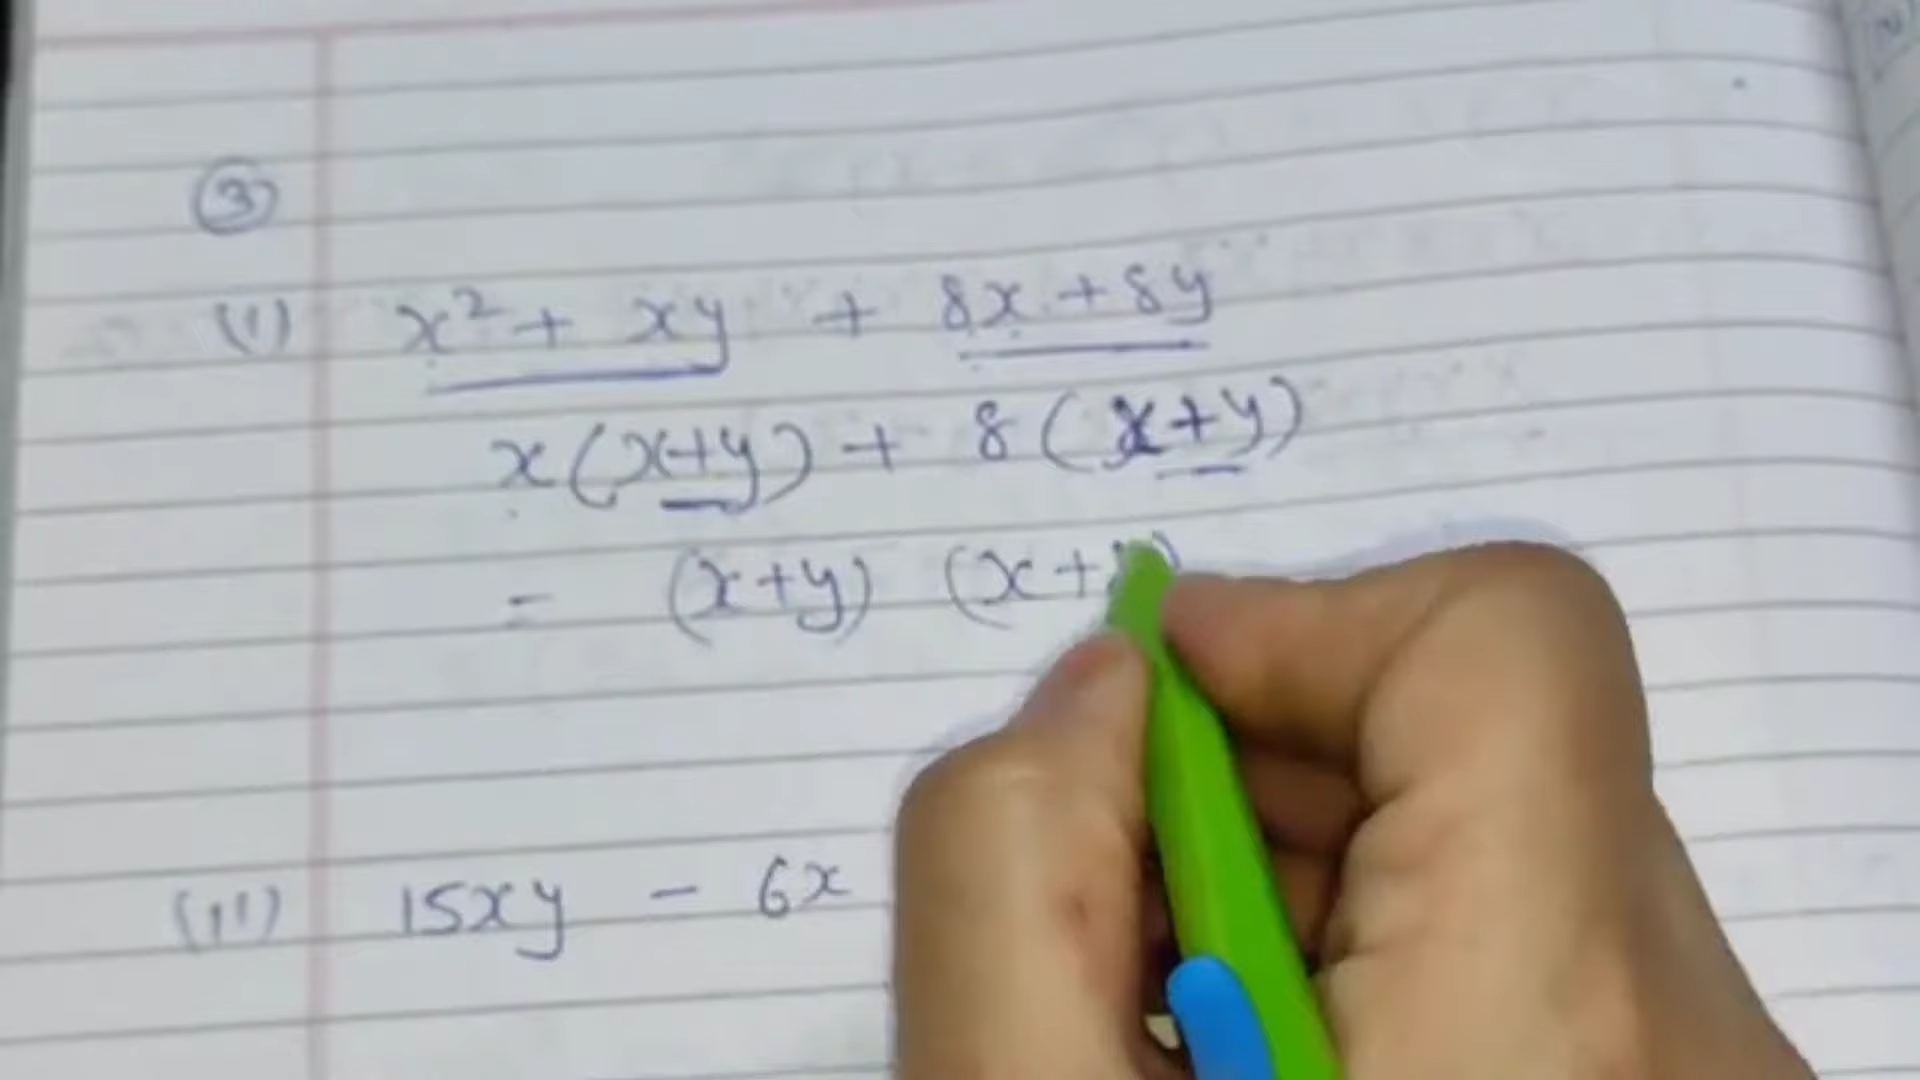 3
(i) x² + xy + 8x + 8y
x(x+y) + 8(x+y)
= (x+y) (x+
(ii) 15xy - 6x